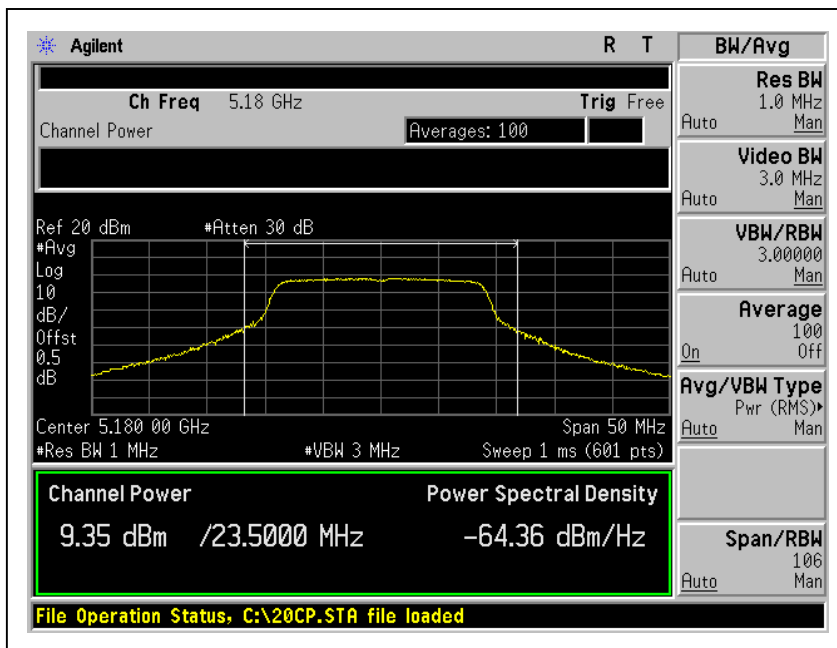 Agilent R T
Ch Freq 5.18 GHz Trig Free
Channel Power Averages: 100
Ref 20 dBm #Atten 30 dB
#Avg
Log
10
dB/
Offst
0.5
dB
Center 5.180 00 GHz Span 50 MHz
#Res BW 1 MHz #VBW 3 MHz Sweep 1 ms (601 pts)
Channel Power Power Spectral Density
9.35 dBm /23.5000 MHz -64.36 dBm/Hz
File Operation Status, C:\20CP.STA file loaded
BW/Avg
Res BW
1.0 MHz
Auto Man
Video BW
3.0 MHz
Auto Man
VBW/RBW
3.00000
Auto Man
Average
100
On Off
Avg/VBW Type
Pwr (RMS)
Auto Man
Span/RBW
106
Auto Man